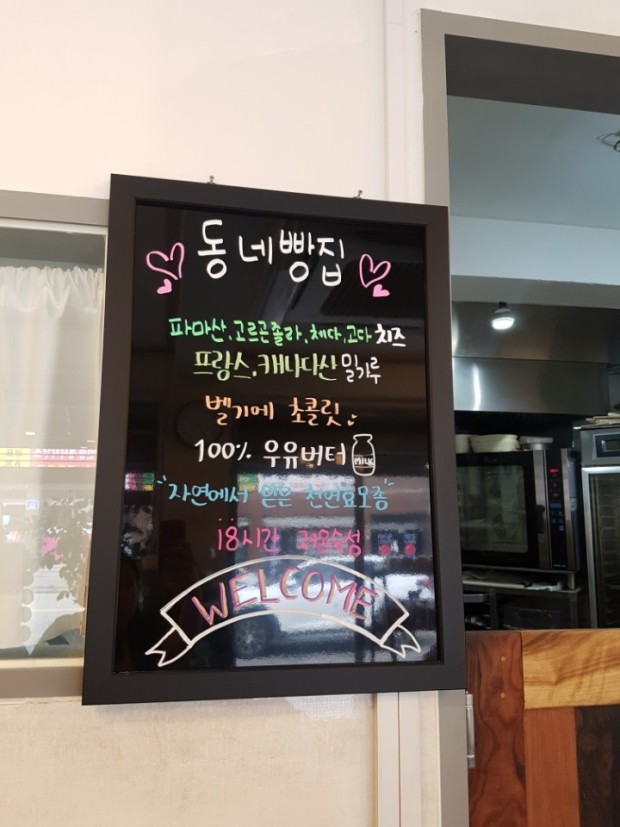 동네빵집
파마산, 고르곤졸라, 체다, 고다 치즈
프랑스, 캐나다산 밀가루
벨기에 초콜릿
100% 우유버터 MILK
"자연에서 얻은 천연효모종"
18시간 저온숙성
WELCOME